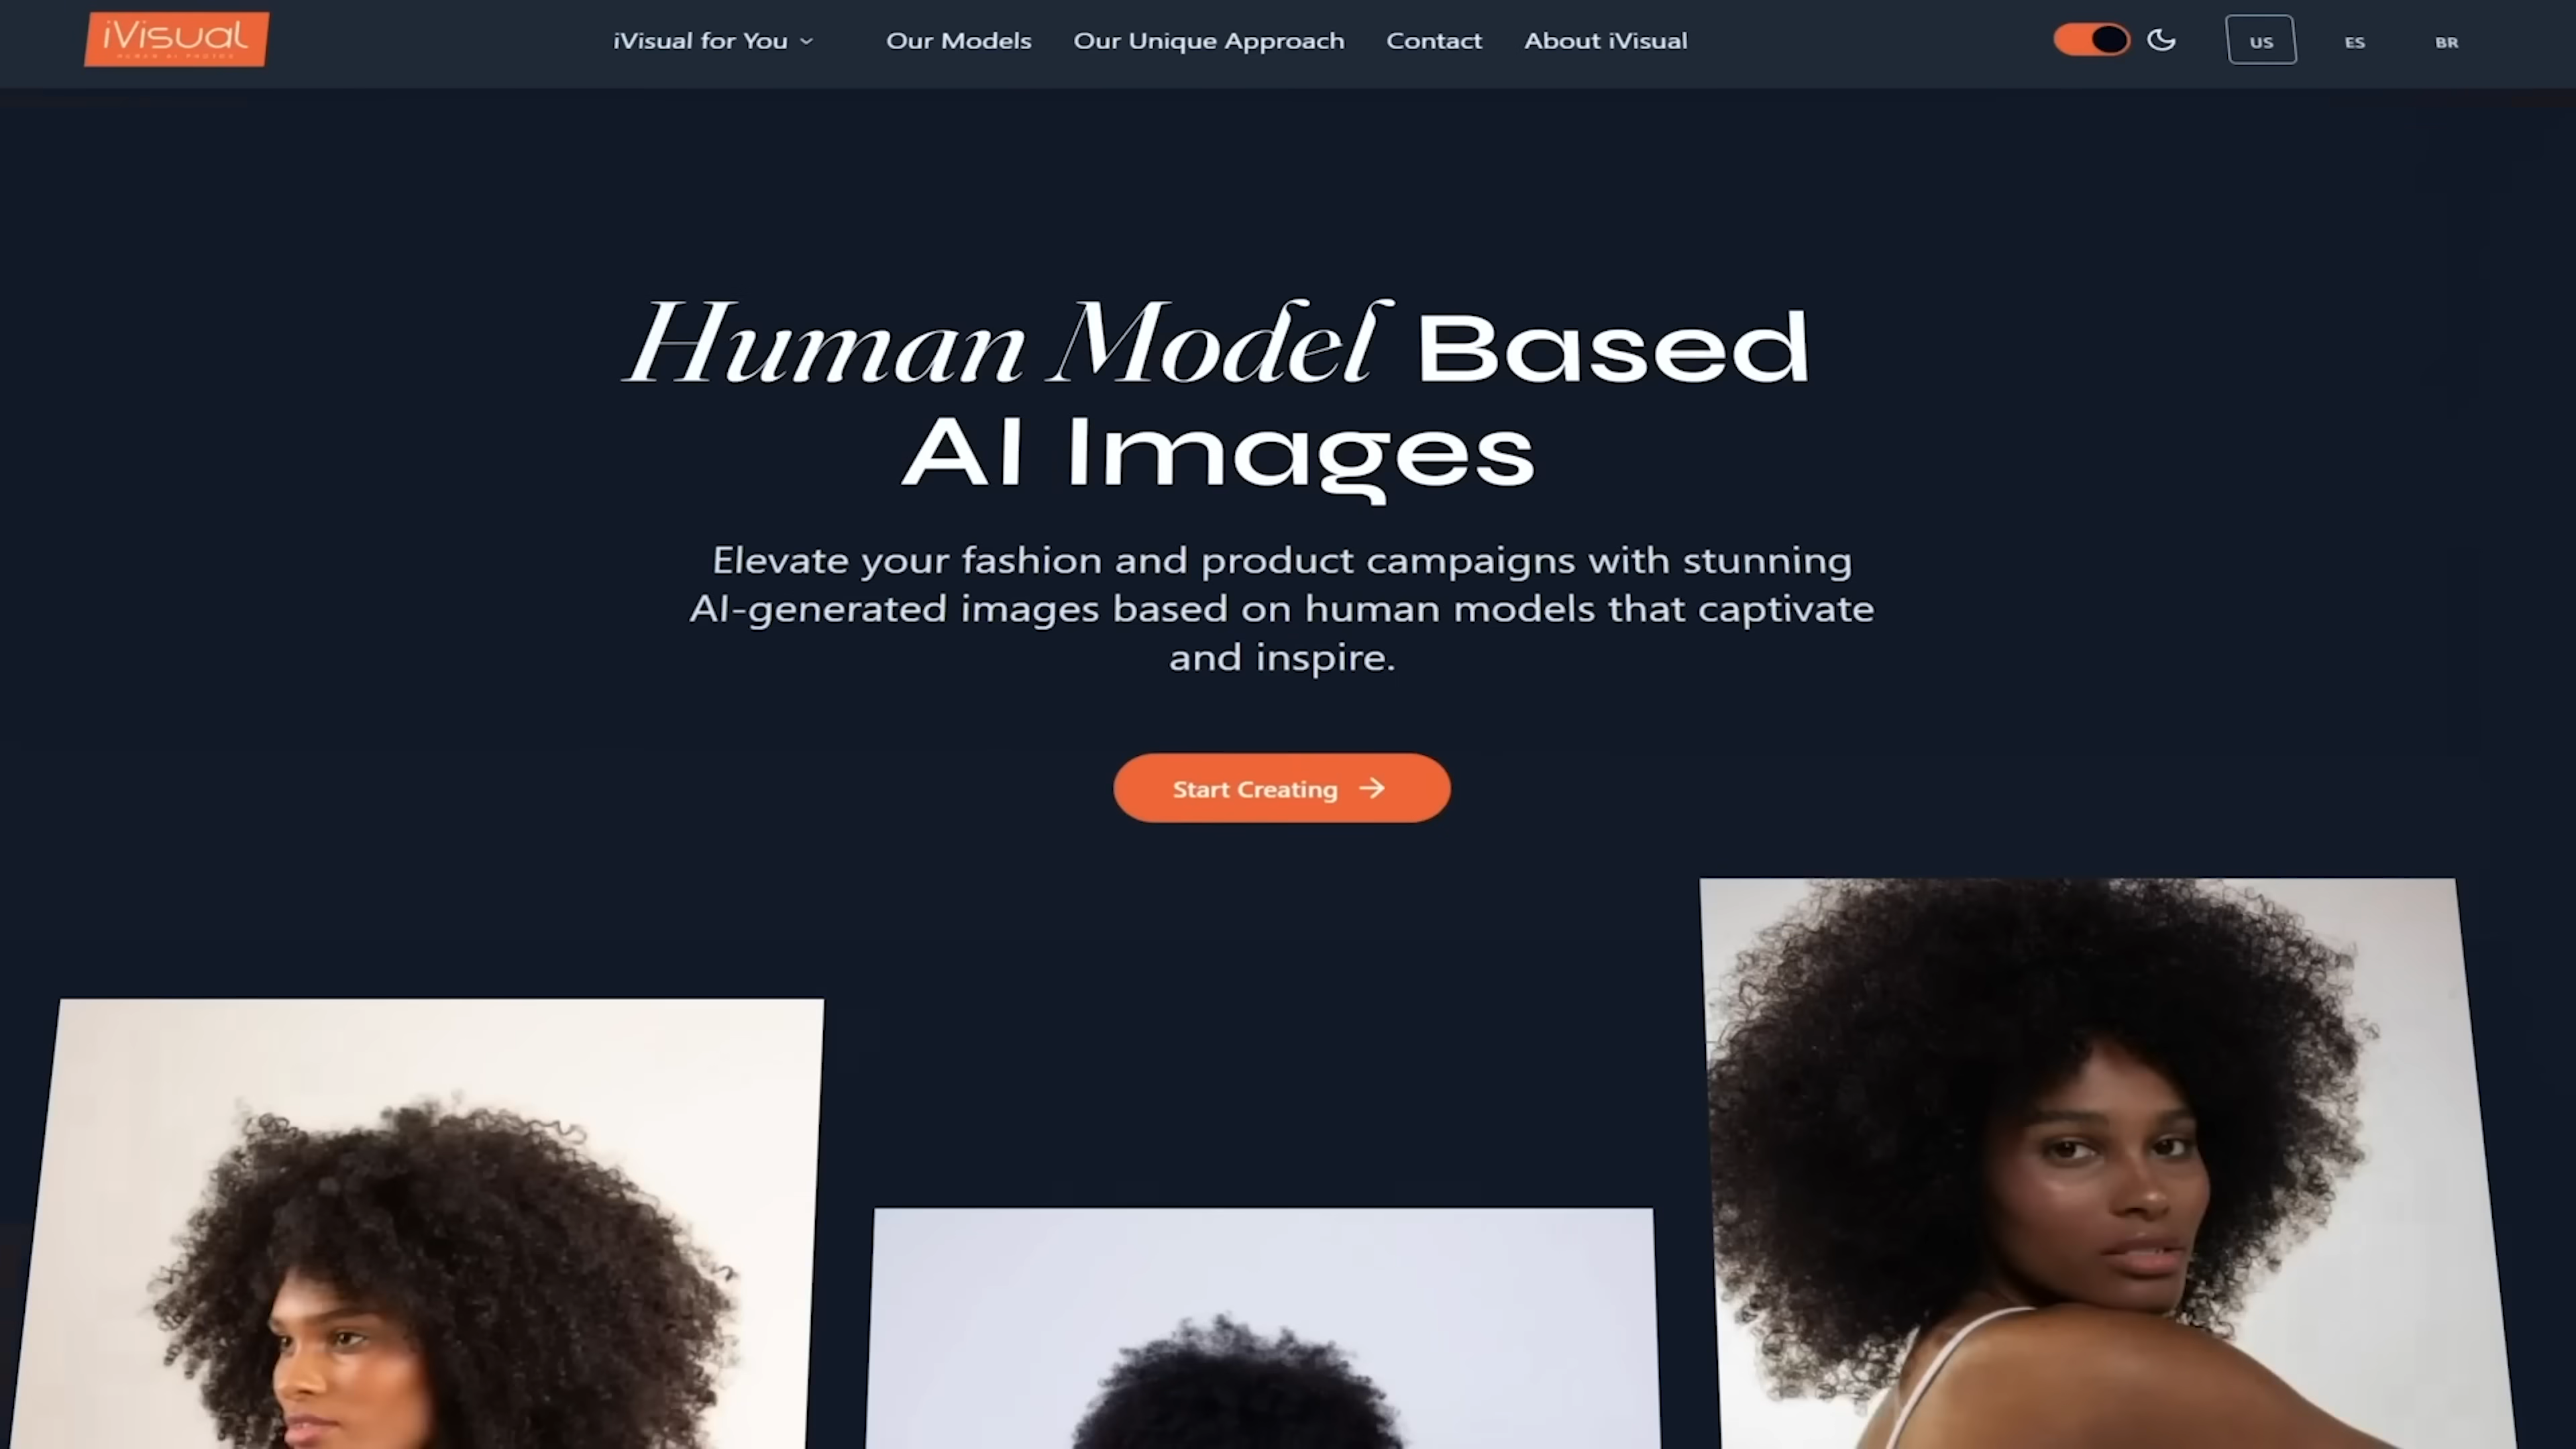 iVisual
iVisual for You
Our Models
Our Unique Approach
Contact
About iVisual
US
ES
BR
Human Model Based
AI Images
Elevate your fashion and product campaigns with stunning
AI-generated images based on human models that captivate
and inspire.
Start Creating